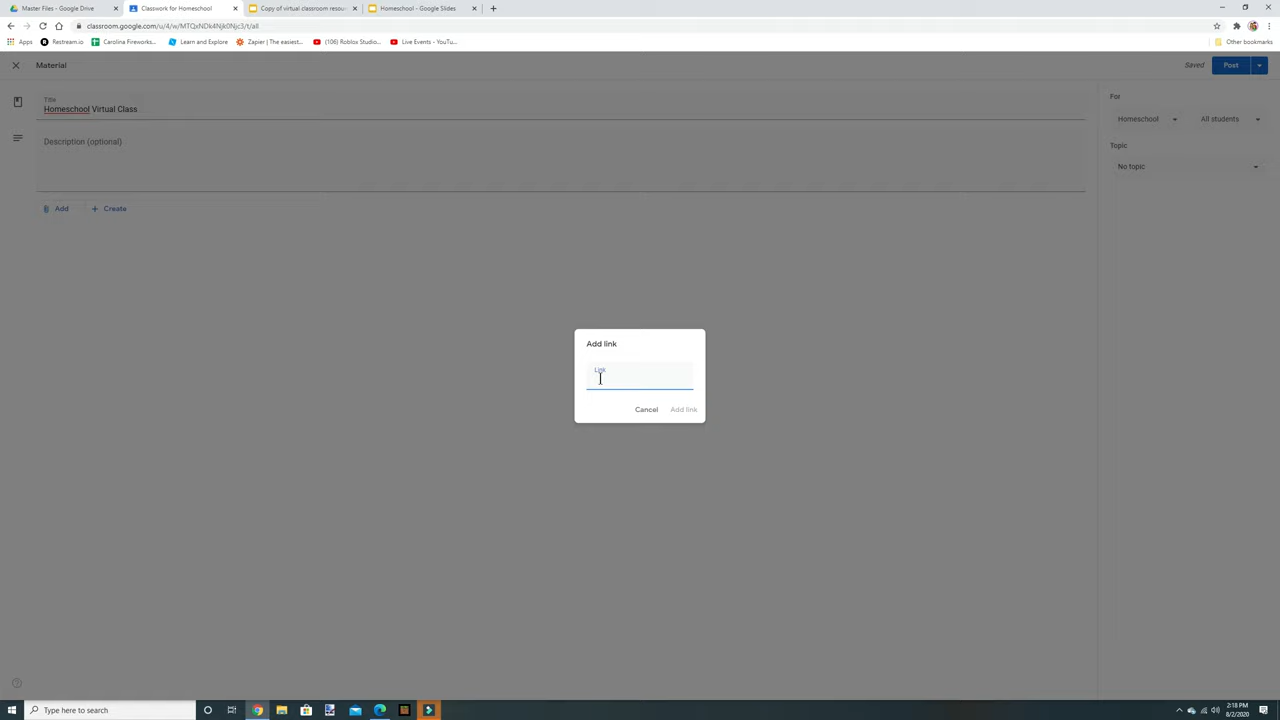 Master Files - Google Drive
Classwork for Homeschool
Copy of virtual classroom resou
Homeschool - Google Slides
classroom.google.com/u/4/w/MTQxNDk4Njk0Njc3/t/all
Apps
Restream.io
Carolina Fireworks...
Learn and Explore
Zapier | The easiest...
(106) Roblox Studio...
Live Events - YouTu...
Other bookmarks
Material
Saved
Post
Title
Homeschool Virtual Class
Description (optional)
Add
Create
For
Homeschool
All students
Topic
No topic
Add link
Link
Cancel
Add link
Type here to search
2:18 PM
8/2/2020